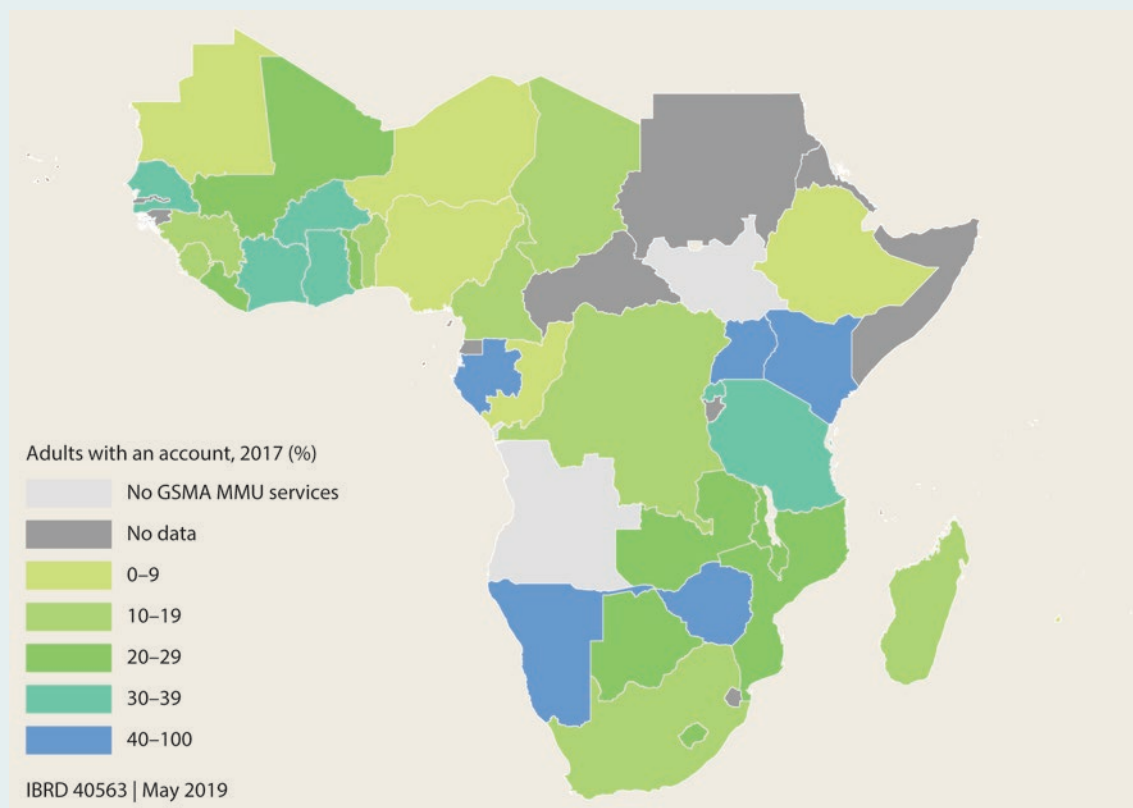 Adults with an account, 2017 (%)
No GSMA MMU services
No data
0–9
10–19
20–29
30–39
40–100
IBRD 40563 | May 2019